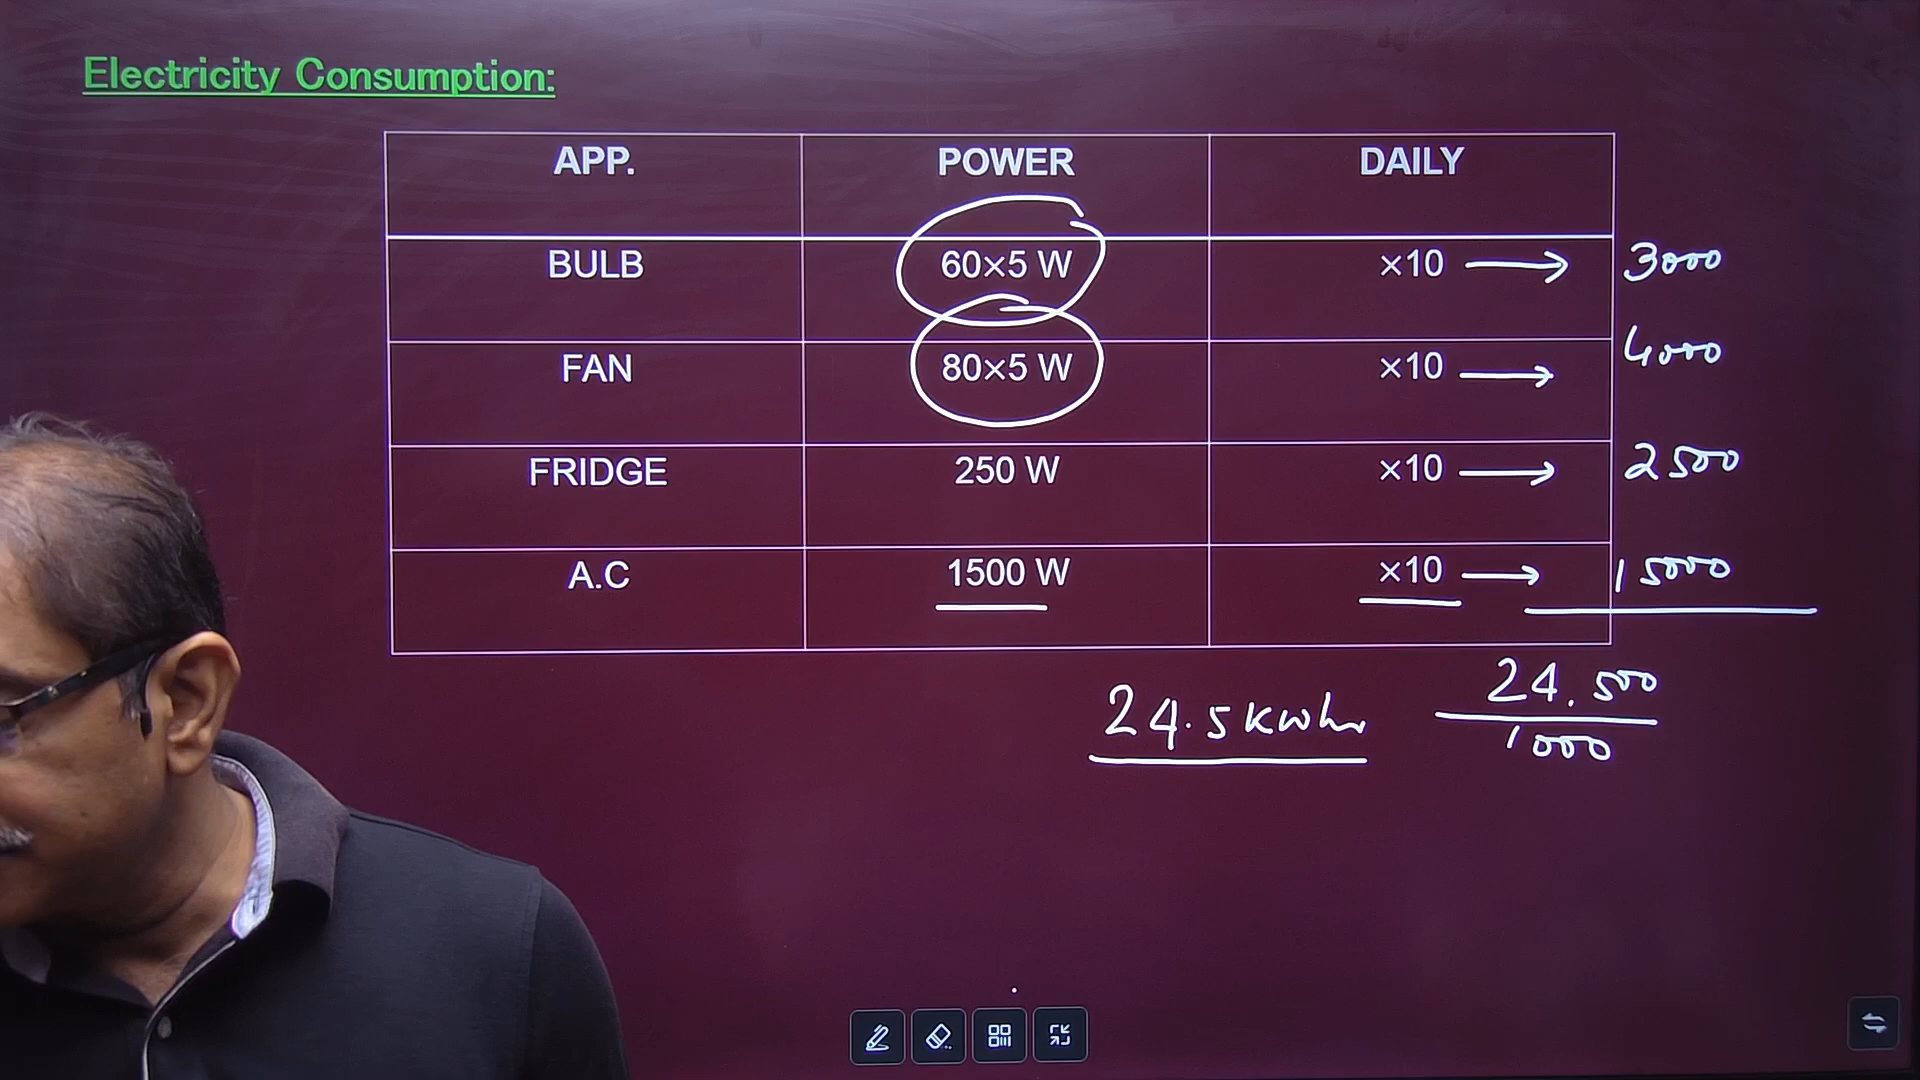 Electricity Consumption:
APP. POWER DAILY
BULB 60×5 W ×10 → 3000
FAN 80×5 W ×10 → 4000
FRIDGE 250 W ×10 → 2500
A.C 1500 W ×10 → 15000
24.500
24.5 KWhr
1000